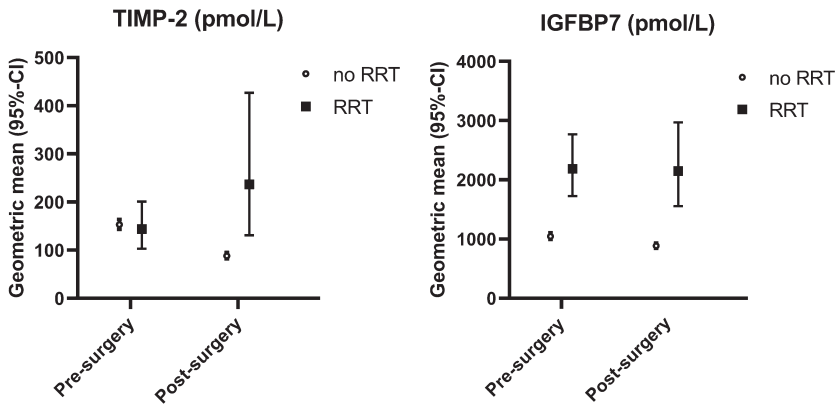 TIMP-2 (pmol/L)
Geometric mean (95%-CI)
500
400
300
200
100
0
Pre-surgery
Post-surgery
no RRT
RRT
IGFBP7 (pmol/L)
Geometric mean (95%-CI)
4000
3000
2000
1000
0
Pre-surgery
Post-surgery
no RRT
RRT